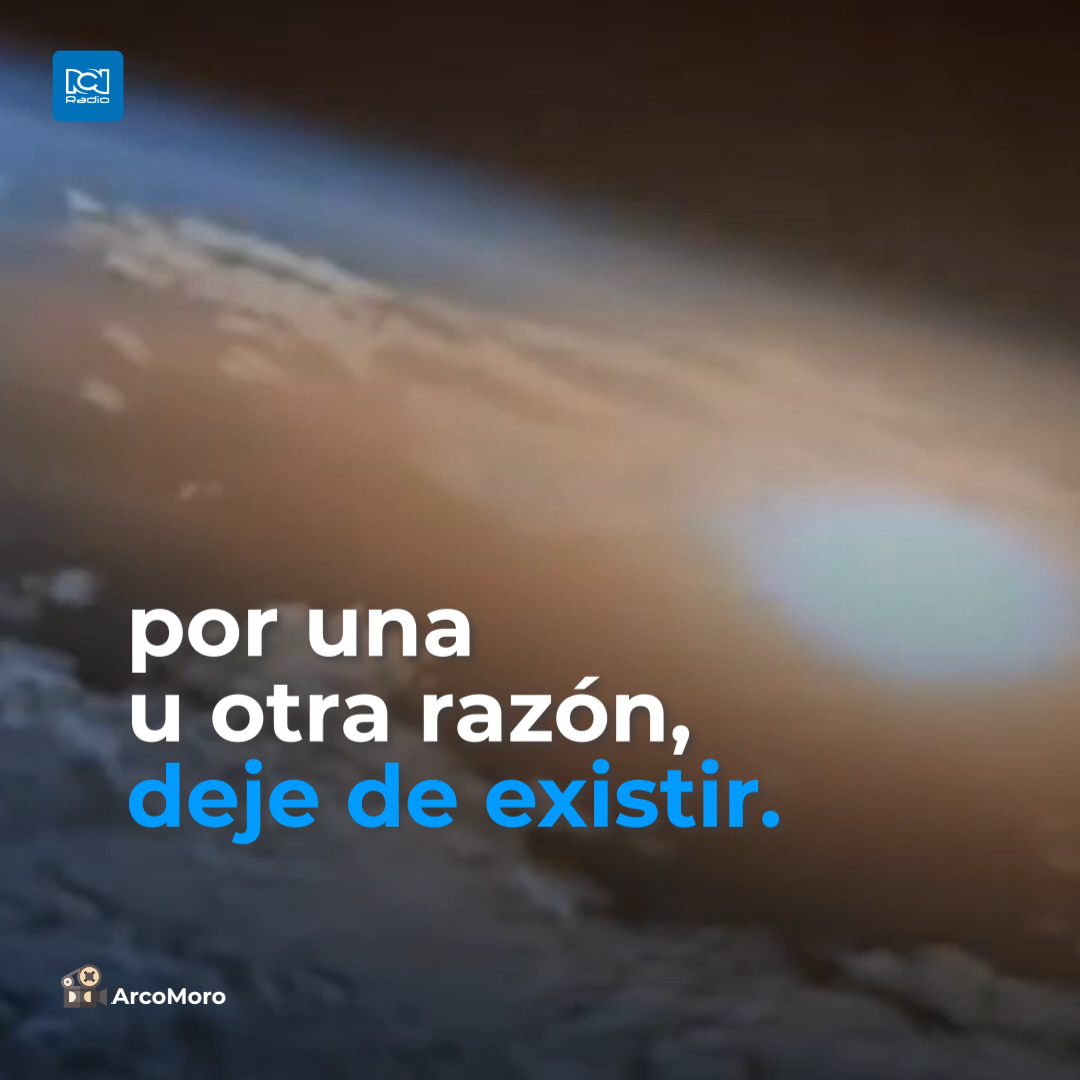 RCN
Radio
por una
u otra razón,
deje de existir.
ArcoMoro